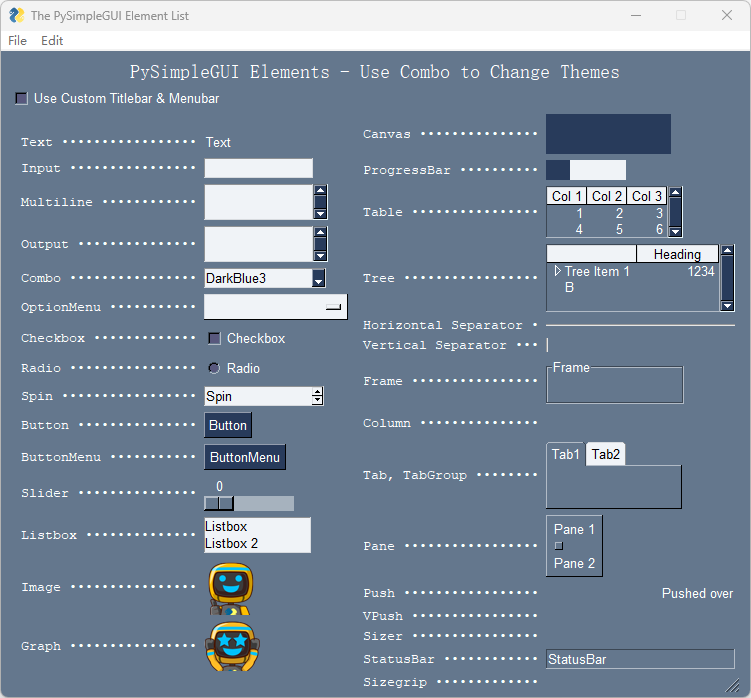 The PySimpleGUI Element List
File Edit
PySimpleGUI Elements - Use Combo to Change Themes
Use Custom Titlebar & Menubar
Text ················· Text
Input ················
Multiline ············
Output ···············
Combo ················ DarkBlue3
OptionMenu ···········
Checkbox ············· Checkbox
Radio ················ Radio
Spin ················· Spin
Button ··············· Button
ButtonMenu ··········· ButtonMenu
Slider ··············· 0
Listbox ·············· Listbox
Listbox 2
Image ················
Graph ················
Canvas ···············
ProgressBar ··········
Table ················ Col 1 Col 2 Col 3
1 2 3
4 5 6
Tree ················· Heading
Tree Item 1 1234
B
Horizontal Separator ·
Vertical Separator ···
Frame ················ Frame
Column ···············
Tab, TabGroup ········ Tab1 Tab2
Pane ················· Pane 1
Pane 2
Push ················· Pushed over
VPush ················
Sizer ················
StatusBar ············ StatusBar
Sizegrip ·············